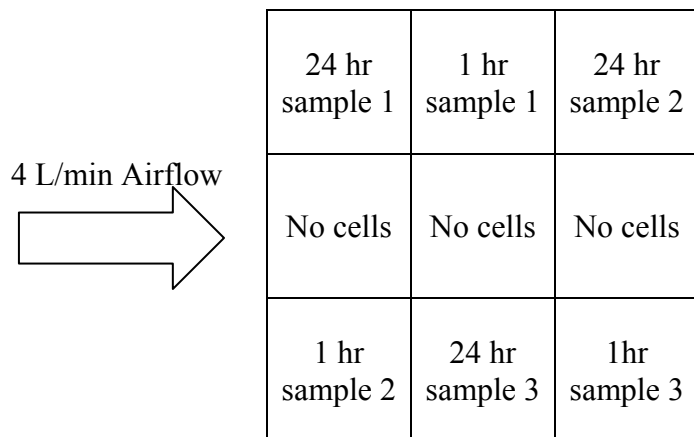 24 hr
sample 1
1 hr
sample 1
24 hr
sample 2
4 L/min Airflow
No cells
No cells
No cells
1 hr
sample 2
24 hr
sample 3
1hr
sample 3